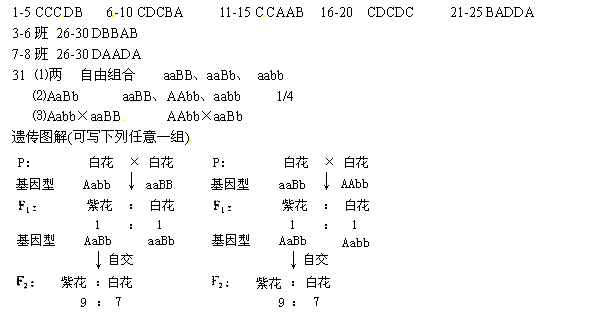 1-5 CCCDB 6-10 CDCBA 11-15 CCAAB 16-20 CDCDC 21-25 BADDA
3-6 班 26-30 DBBAB
7-8 班 26-30 DAADA
31 ⑴两 自由组合 aaBB、aaBb、 aabb
⑵AaBb aaBB、AAbb、aabb 1/4
⑶Aabb×aaBB AAbb×aaBb
遗传图解(可写下列任意一组)
P： 白花 × 白花 P： 白花 × 白花
基因型 Aabb ↓ aaBB 基因型 aaBb ↓ AAbb
F₁： 紫花 ： 白花 F₁： 紫花 ： 白花
1 ： 1 1 ： 1
基因型 AaBb aaBB 基因型 AaBb Aabb
↓ 自交 ↓ 自交
F₂： 紫花 ：白花 F₂： 紫花 ：白花
9 ： 7 9 ： 7